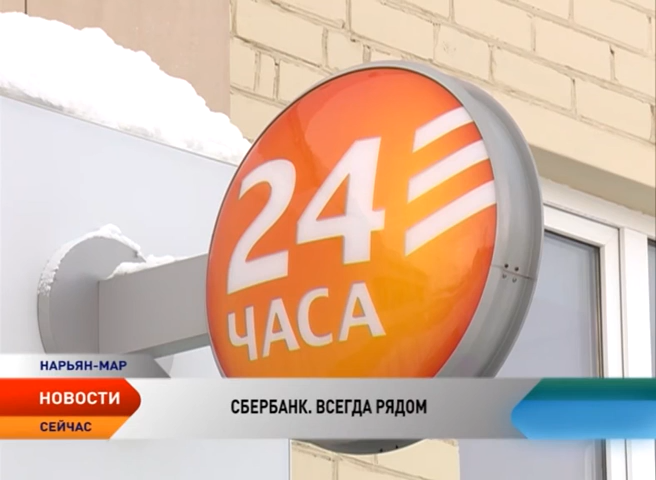 24
ЧАСА
НАРЬЯН-МАР
НОВОСТИ
СЕЙЧАС
СБЕРБАНК. ВСЕГДА РЯДОМ